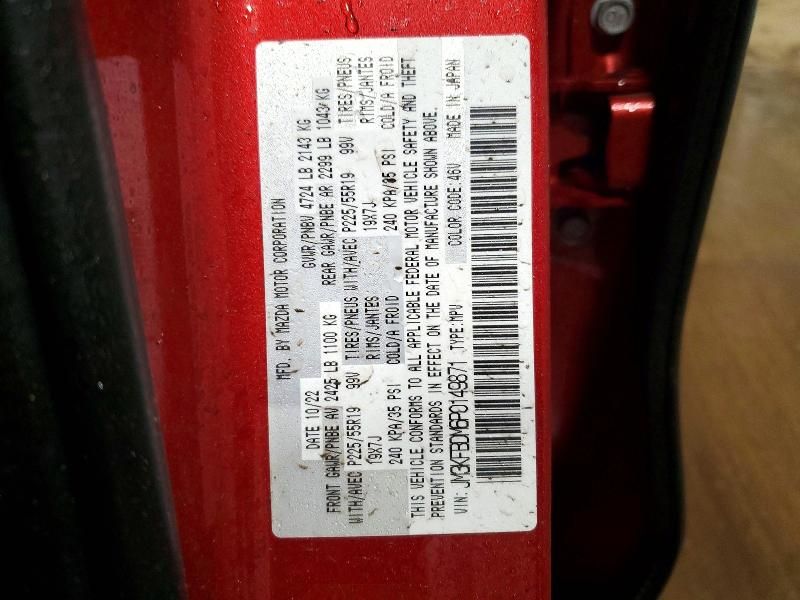 MFD. BY MAZDA MOTOR CORPORATION
DATE 10/22 GVWR/PNBV 4724 LB 2143 KG
FRONT GAWR/PNBE AV 2425 LB 1100 KG REAR GAWR/PNBE AR 2299 LB 1043 KG
WITH/AVEC P225/55R19 99V TIRES/PNEUS WITH/AVEC P225/55R19 99V TIRES/PNEUS
19X7J RIMS/JANTES 19X7J RIMS/JANTES
240 KPA/35 PSI COLD/A FROID 240 KPA/35 PSI COLD/A FROID
THIS VEHICLE CONFORMS TO ALL APPLICABLE FEDERAL MOTOR VEHICLE SAFETY AND THEFT
PREVENTION STANDARDS IN EFFECT ON THE DATE OF MANUFACTURE SHOWN ABOVE.
VIN: JM3KFBDM6P0149871 TYPE:MPV COLOR CODE:46V MADE IN JAPAN